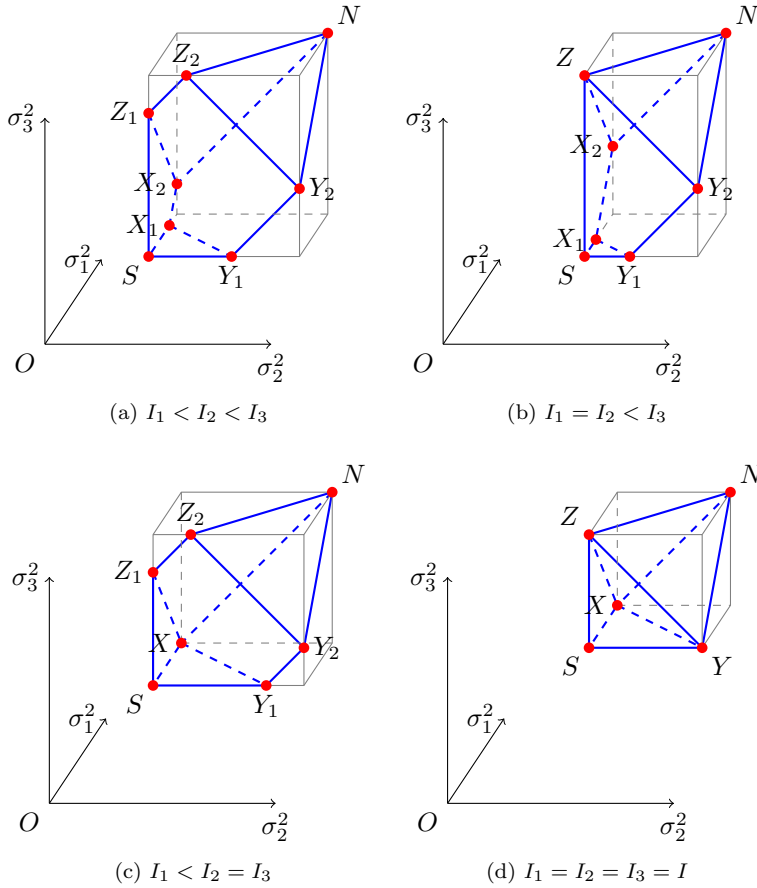 N
Z₂
Z₁
σ₃²
X₂
Y₂
X₁
σ₁²
S
Y₁
O
σ₂²
(a) I₁ < I₂ < I₃
N
Z
σ₃²
X₂
Y₂
X₁
σ₁²
S
Y₁
O
σ₂²
(b) I₁ = I₂ < I₃
N
Z₂
Z₁
σ₃²
X
Y₂
S
Y₁
σ₁²
O
σ₂²
(c) I₁ < I₂ = I₃
N
Z
σ₃²
X
S
Y
σ₁²
O
σ₂²
(d) I₁ = I₂ = I₃ = I